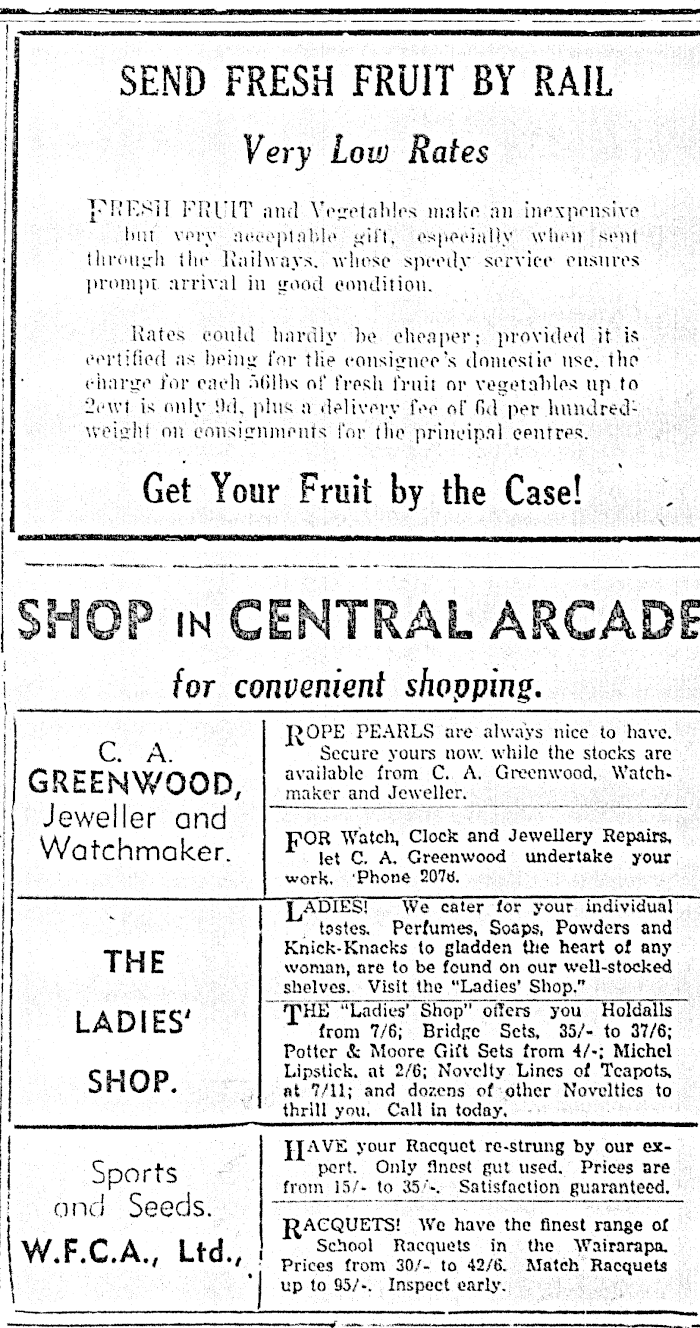 SEND FRESH FRUIT BY RAIL
Very Low Rates
FRESH FRUIT and Vegetables make an inexpensive
but very acceptable gift, especially when sent
through the Railways, whose speedy service ensures
prompt arrival in good condition.
Rates could hardly be cheaper; provided it is
certified as being for the consignee's domestic use, the
charge for each 56lbs of fresh fruit or vegetables up to
2cwt is only 9d, plus a delivery fee of 6d per hundred-
weight on consignments for the principal centres.
Get Your Fruit by the Case!
SHOP IN CENTRAL ARCADE
for convenient shopping.
C. A.
GREENWOOD,
Jeweller and
Watchmaker.
ROPE PEARLS are always nice to have.
Secure yours now, while the stocks are
available from C. A. Greenwood, Watch-
maker and Jeweller.
FOR Watch, Clock and Jewellery Repairs,
let C. A. Greenwood undertake your
work. 'Phone 2076.
THE
LADIES'
SHOP.
LADIES! We cater for your individual
tastes. Perfumes, Soaps, Powders and
Knick-Knacks to gladden the heart of any
woman, are to be found on our well-stocked
shelves. Visit the "Ladies' Shop."
THE "Ladies' Shop" offers you Holdalls
from 7/6; Bridge Sets, 35/- to 37/6;
Potter & Moore Gift Sets from 4/-; Michel
Lipstick, at 2/6; Novelty Lines of Teapots,
at 7/11; and dozens of other Novelties to
thrill you. Call in today.
Sports
and Seeds.
W.F.C.A., Ltd.,
HAVE your Racquet re-strung by our ex-
pert. Only finest gut used. Prices are
from 15/- to 35/-. Satisfaction guaranteed.
RACQUETS! We have the finest range of
School Racquets in the Wairarapa.
Prices from 30/- to 42/6. Match Racquets
up to 95/-. Inspect early.